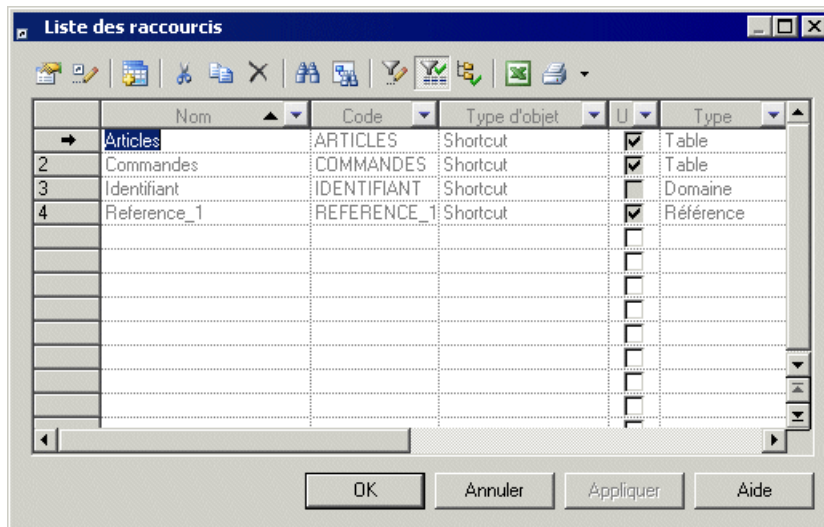 Liste des raccourcis
Nom Code Type d'objet U Type
Articles ARTICLES Shortcut Table
2 Commandes COMMANDES Shortcut Table
3 Identifiant IDENTIFIANT Shortcut Domaine
4 Reference_1 REFERENCE_1 Shortcut Référence
OK Annuler Appliquer Aide